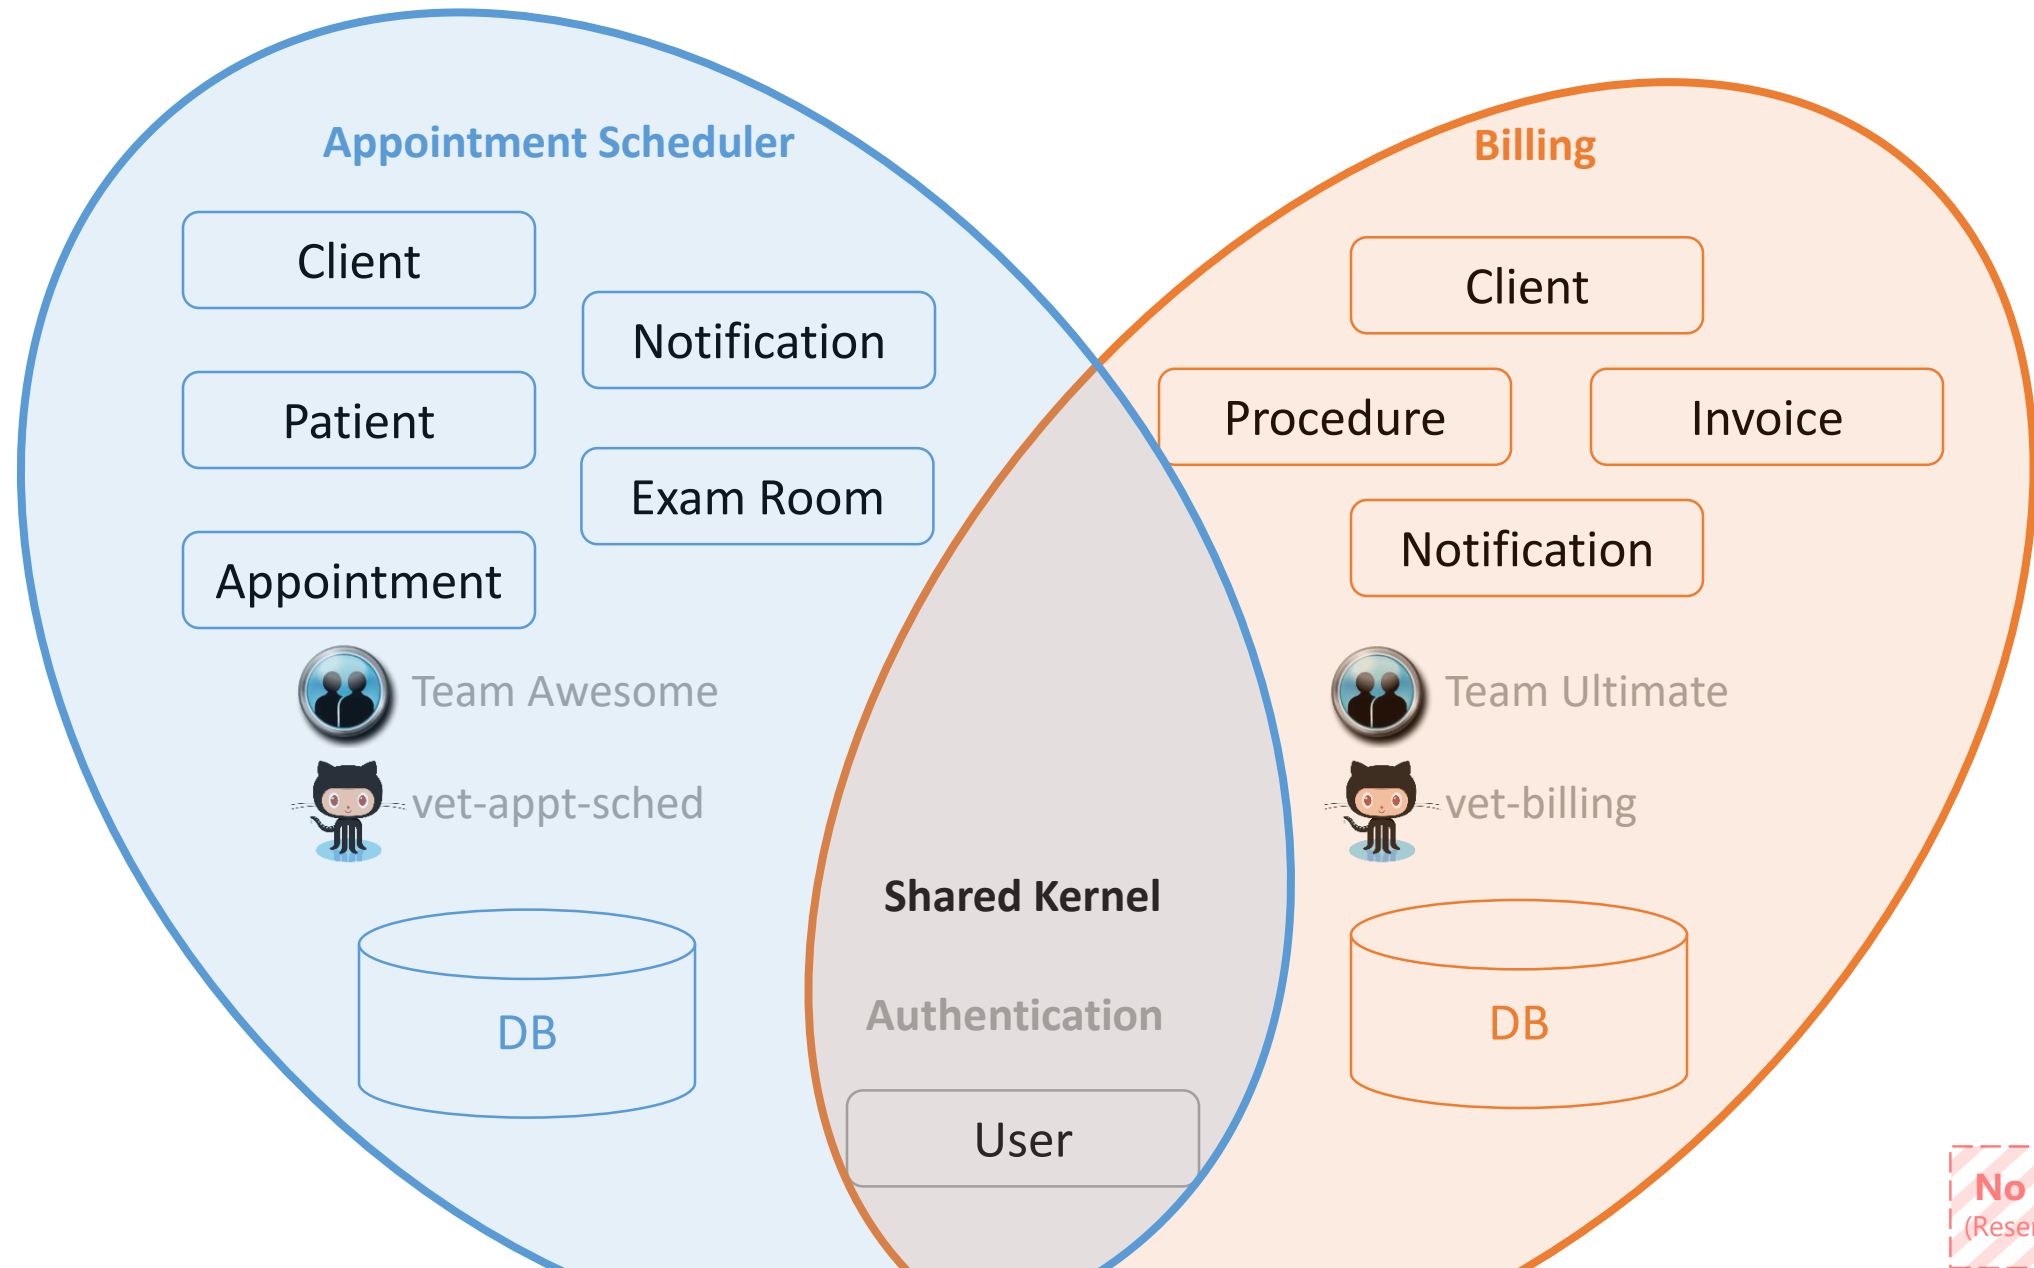 Appointment Scheduler
Client
Notification
Patient
Exam Room
Appointment
Team Awesome
vet-appt-sched
DB
Billing
Client
Procedure
Invoice
Notification
Team Ultimate
vet-billing
DB
Shared Kernel
Authentication
User
No